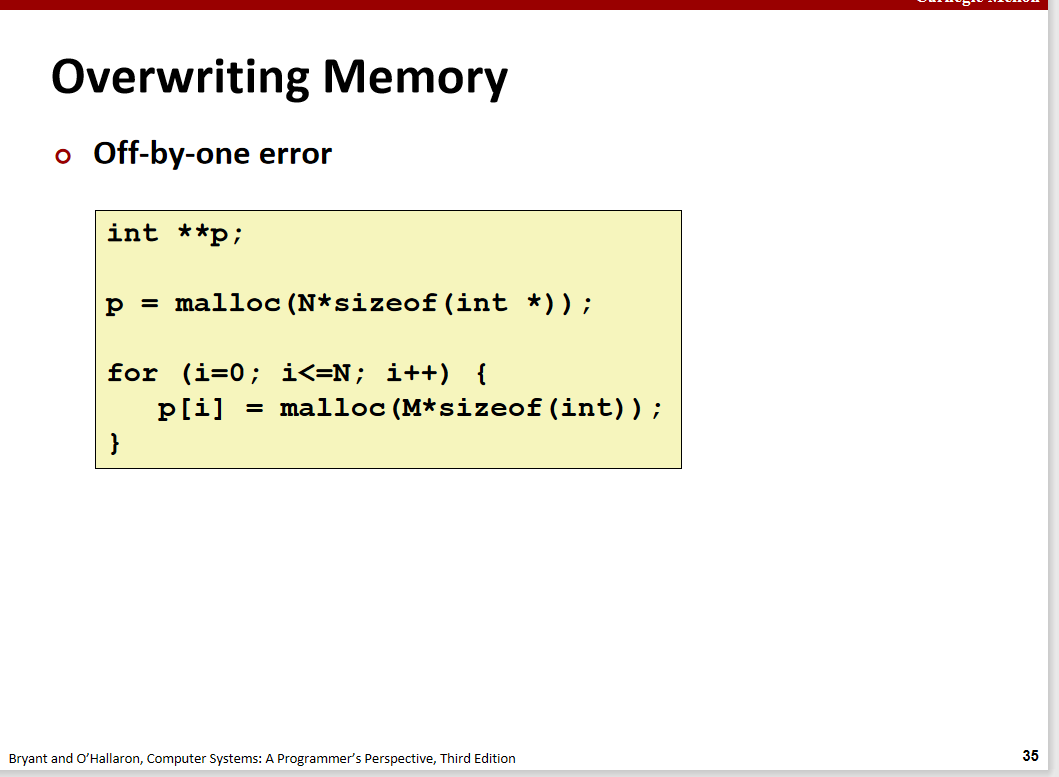 Overwriting Memory
Off-by-one error
int **p;
p = malloc(N*sizeof(int *));
for (i=0; i<=N; i++) {
p[i] = malloc(M*sizeof(int));
}
Bryant and O’Hallaron, Computer Systems: A Programmer’s Perspective, Third Edition
35